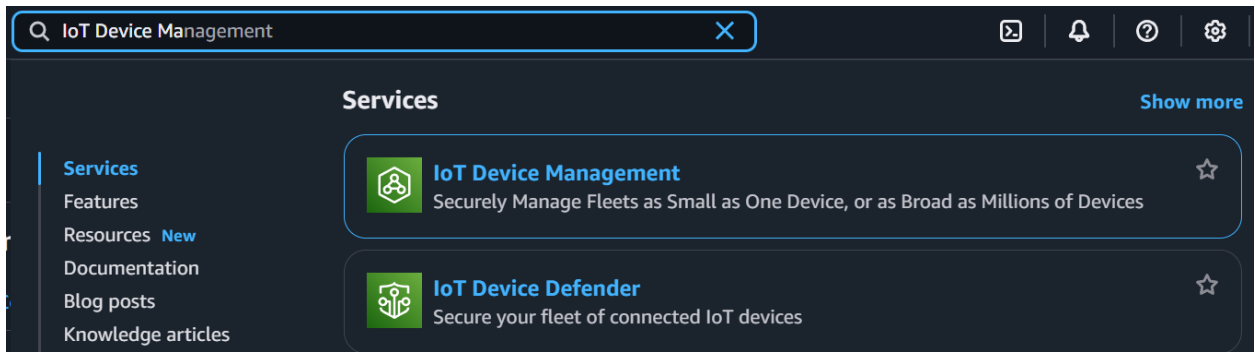 IoT Device Management
Services
Show more
Services
Features
Resources New
Documentation
Blog posts
Knowledge articles
IoT Device Management
Securely Manage Fleets as Small as One Device, or as Broad as Millions of Devices
IoT Device Defender
Secure your fleet of connected IoT devices